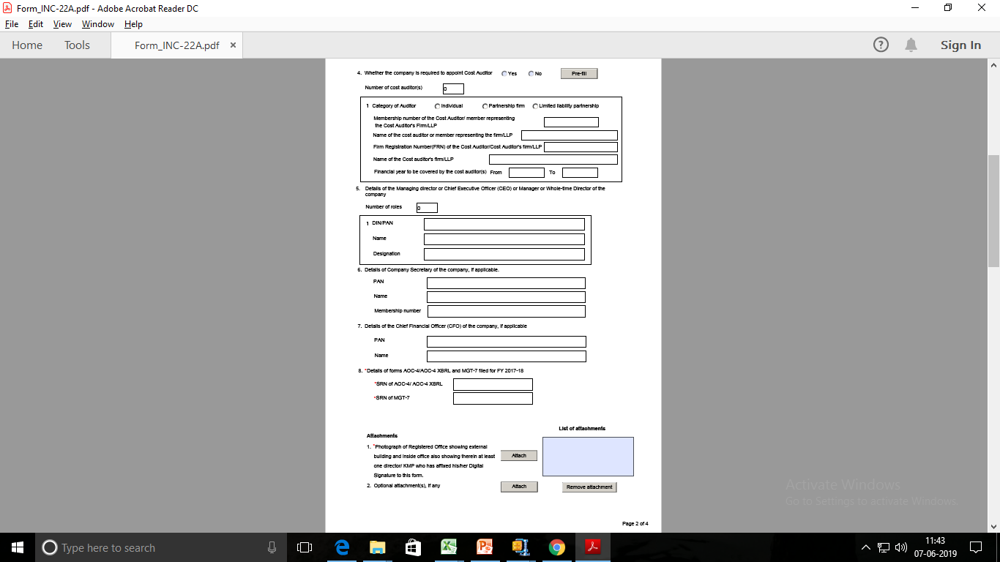 Form_INC-22A.pdf - Adobe Acrobat Reader DC
File Edit View Window Help
Home Tools Form_INC-22A.pdf × ? Sign In
4. Whether the company is required to appoint Cost Auditor Yes No Pre-fill
Number of cost auditor(s) 0
1 Category of Auditor Individual Partnership firm Limited liability partnership
Membership number of the Cost Auditor/ member representing
the Cost Auditor's Firm/LLP
Name of the cost auditor or member representing the firm/LLP
Firm Registration Number(FRN) of the Cost Auditor/Cost Auditor's firm/LLP
Name of the Cost auditor's firm/LLP
Financial year to be covered by the cost auditor(s) From To
5. Details of the Managing director or Chief Executive Officer (CEO) or Manager or Whole-time Director of the
company
Number of roles 0
1 DIN/PAN
Name
Designation
6. Details of Company Secretary of the company, if applicable.
PAN
Name
Membership number
7. Details of the Chief Financial Officer (CFO) of the company, if applicable
PAN
Name
8. *Details of forms AOC-4/AOC-4 XBRL and MGT-7 filed for FY 2017-18
*SRN of AOC-4/ AOC-4 XBRL
*SRN of MGT-7
List of attachments
Attachments
1. *Photograph of Registered Office showing external
building and inside office also showing therein at least Attach
one director/ KMP who has affixed his/her Digital
Signature to this form.
2. Optional attachment(s), if any Attach Remove attachment
Activate Windows
Go to Settings to activate Windows.
Page 2 of 4
Type here to search
11:43
07-06-2019